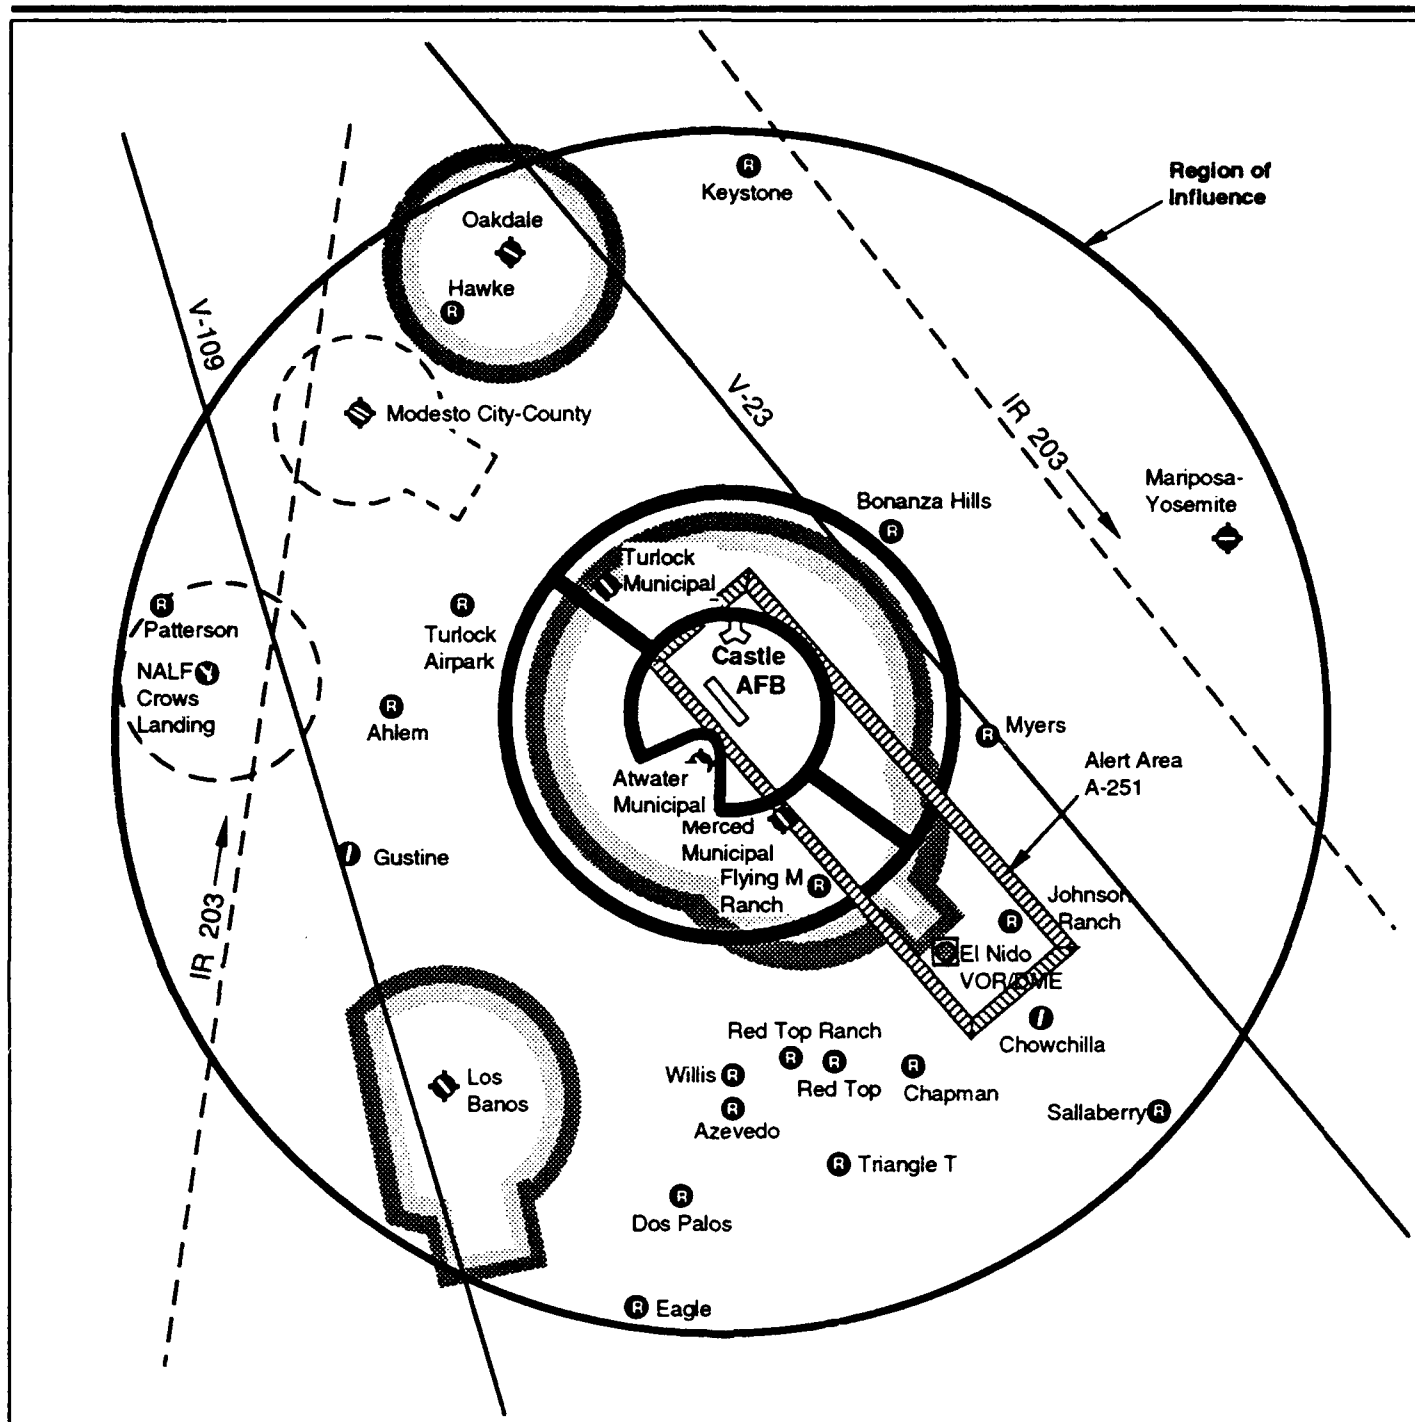 Region of
Influence
Keystone
Oakdale
Hawke
V-109
V-23
Modesto City-County
IR 203
Mariposa-
Yosemite
Bonanza Hills
Turlock
Municipal
R
Patterson
Turlock
Airpark
NALF
Crows
Landing
Castle
AFB
Ahlem
Myers
Alert Area
A-251
Atwater
Municipal
Merced
Municipal
Flying M
Ranch
Gustine
Johnson
Ranch
IR 203
El Nido
VOR/DME
Chowchilla
Red Top Ranch
Los
Banos
Willis
Red Top
Chapman
Azevedo
Sallaberry
Triangle T
Dos Palos
Eagle